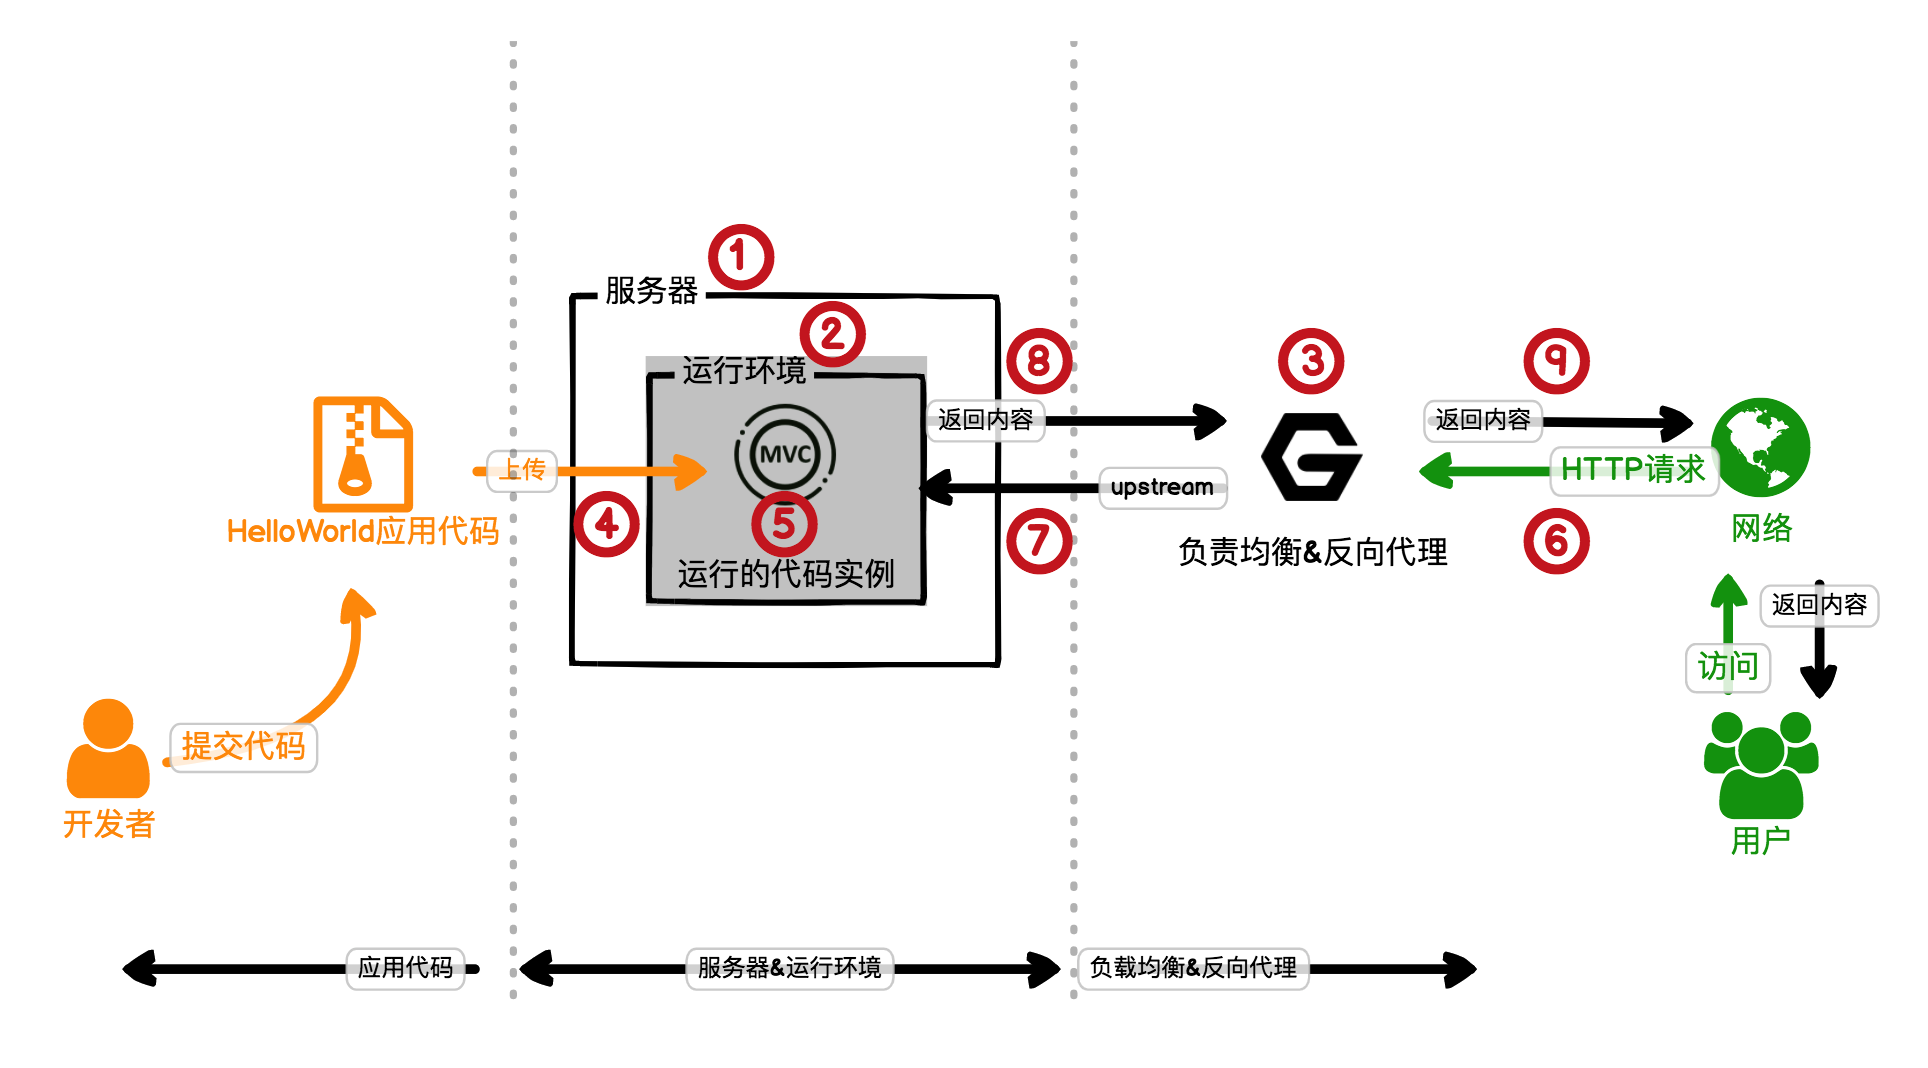 ①
服务器
②
运行环境
⑧
③
⑨
返回内容
返回内容
MVC
上传
HTTP请求
upstream
④
⑤
⑦
⑥
HelloWorld应用代码
网络
负责均衡&反向代理
运行的代码实例
返回内容
访问
提交代码
开发者
用户
应用代码
服务器&运行环境
负载均衡&反向代理